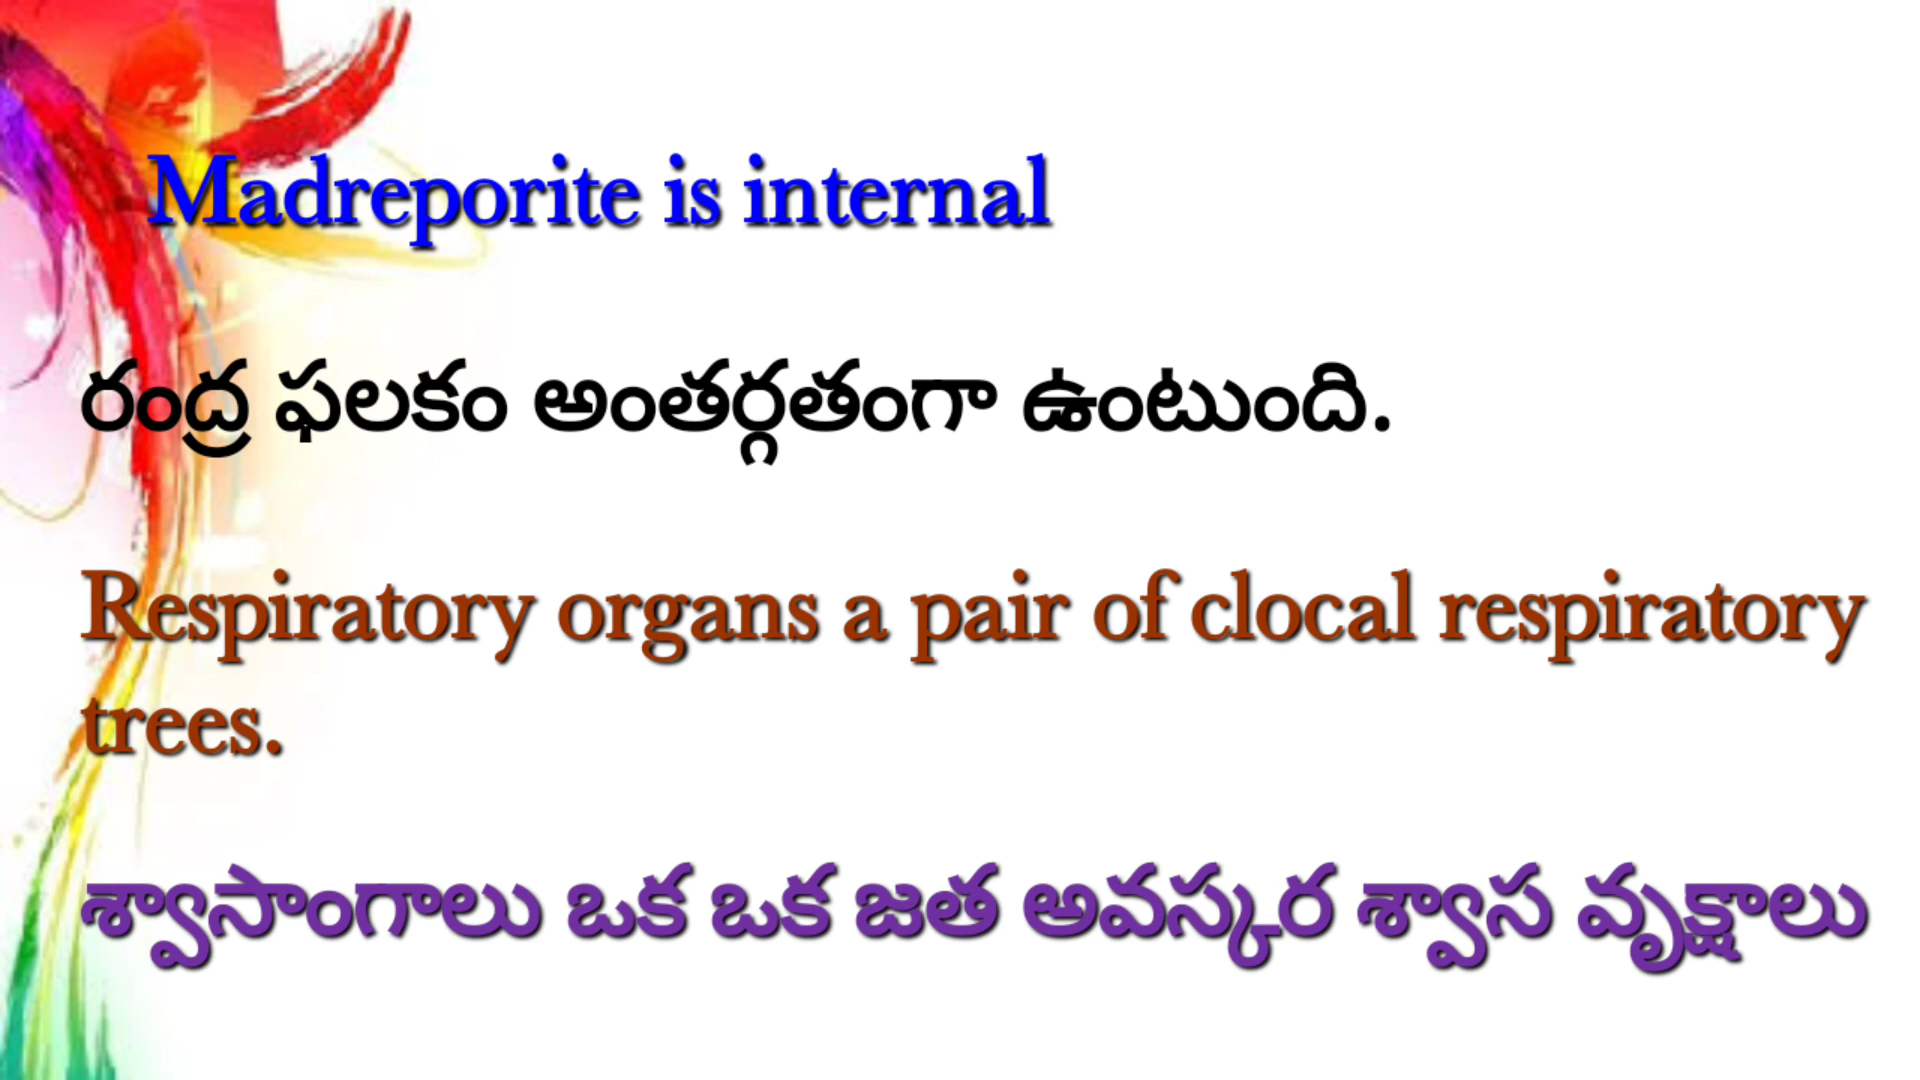 Madreporite is internal
రంద్ర ఫలకం అంతర్గతంగా ఉంటుంది.
Respiratory organs a pair of clocal respiratory
trees.
శ్వాసాంగాలు ఒక ఒక జత అవస్కర శ్వాస వృక్షాలు